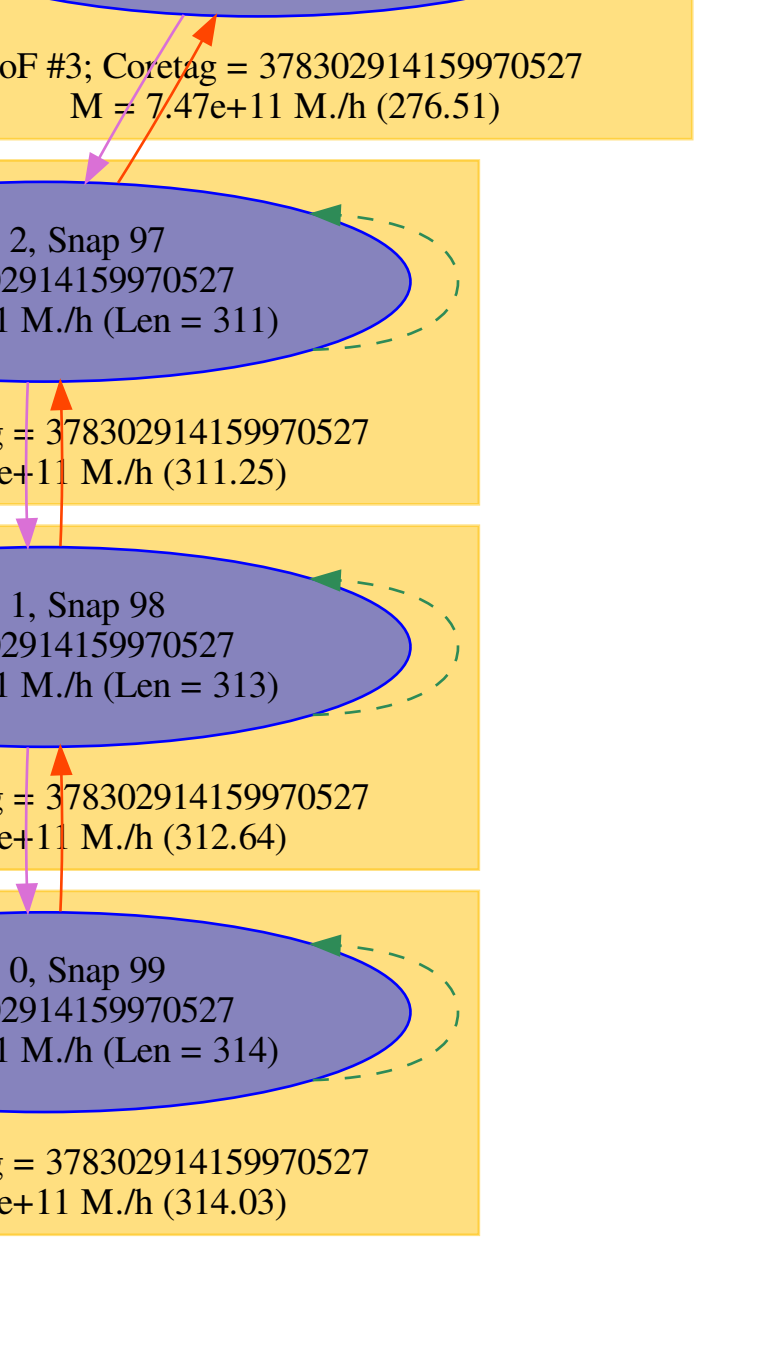 oF #3; Coretag = 378302914159970527
M = 7.47e+11 M./h (276.51)
2, Snap 97
2914159970527
1 M./h (Len = 311)
= 378302914159970527
e+11 M./h (311.25)
1, Snap 98
2914159970527
1 M./h (Len = 313)
= 378302914159970527
e+11 M./h (312.64)
0, Snap 99
2914159970527
1 M./h (Len = 314)
= 378302914159970527
e+11 M./h (314.03)